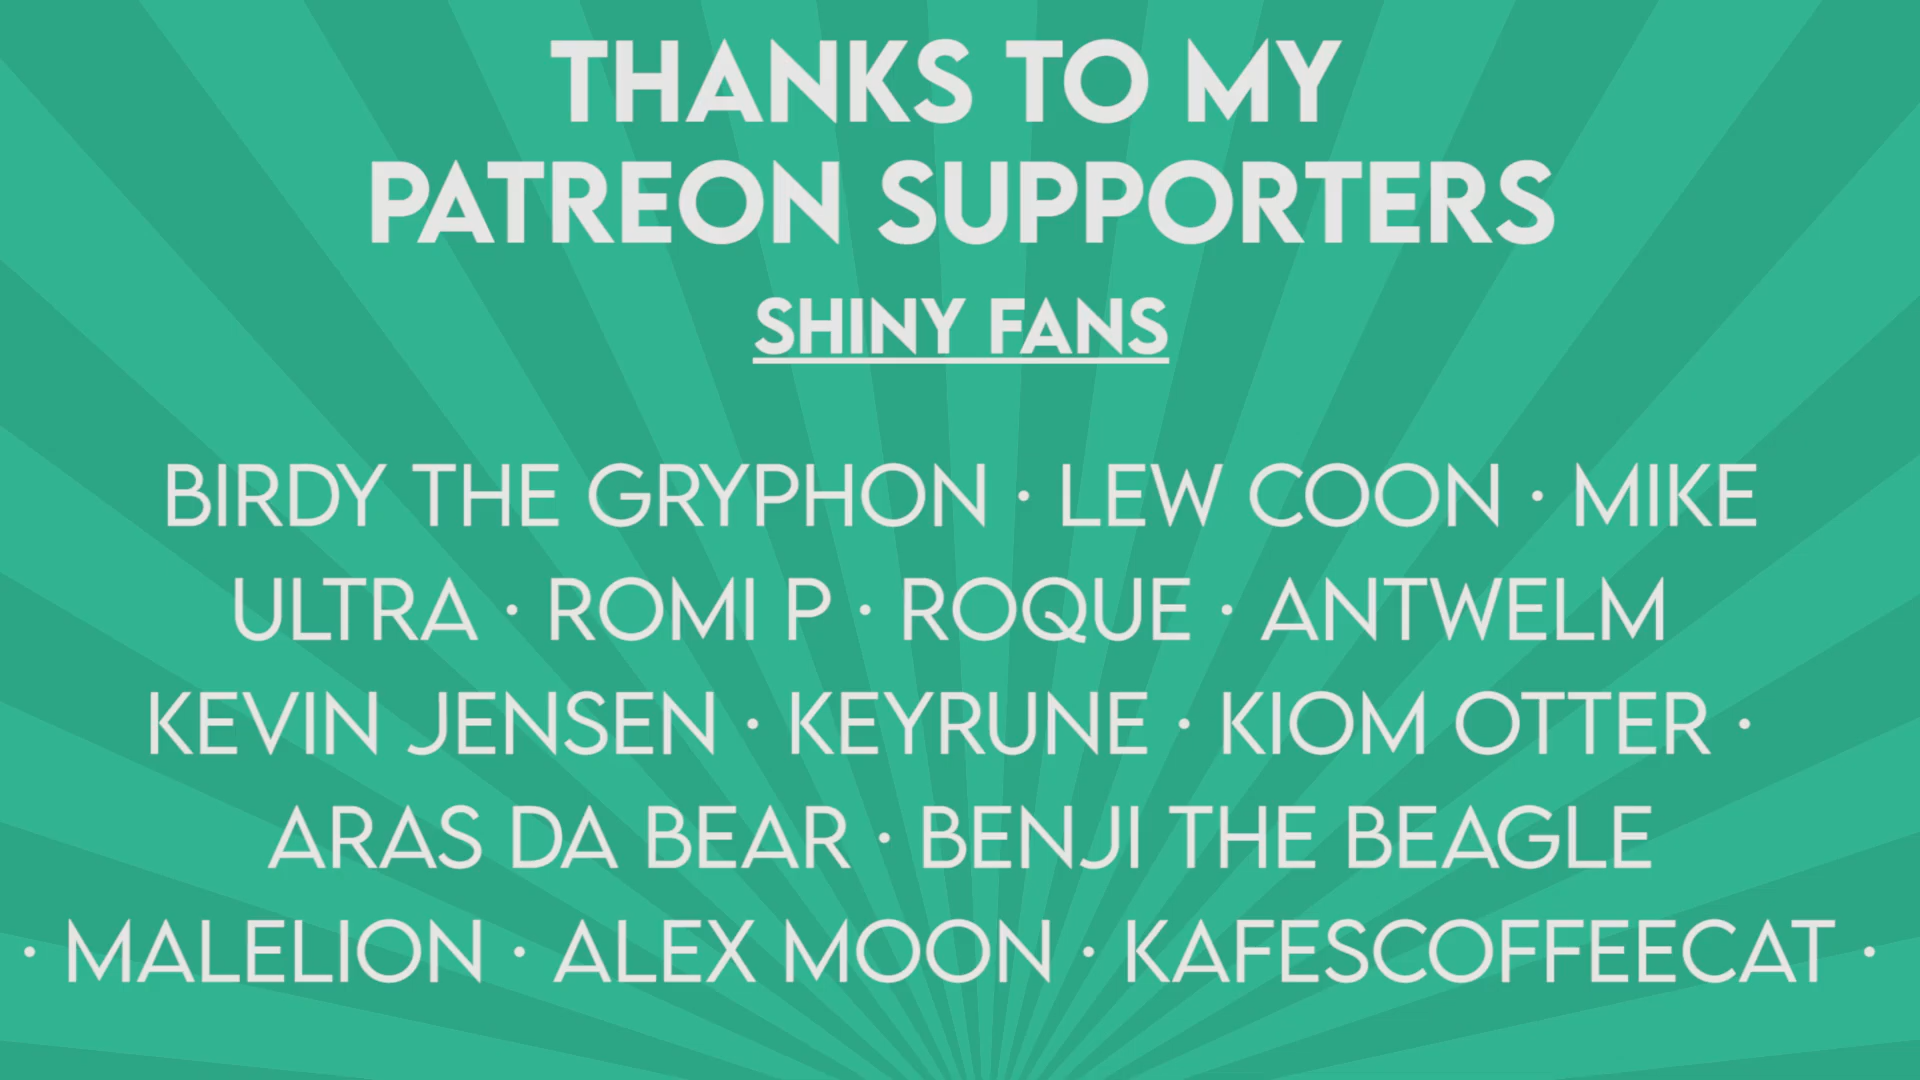 THANKS TO MY
PATREON SUPPORTERS
SHINY FANS
BIRDY THE GRYPHON · LEW COON · MIKE
ULTRA · ROMI P · ROQUE · ANTWELM
KEVIN JENSEN · KEYRUNE · KIOM OTTER ·
ARAS DA BEAR · BENJI THE BEAGLE
· MALELION · ALEX MOON · KAFESCOFFEECAT ·